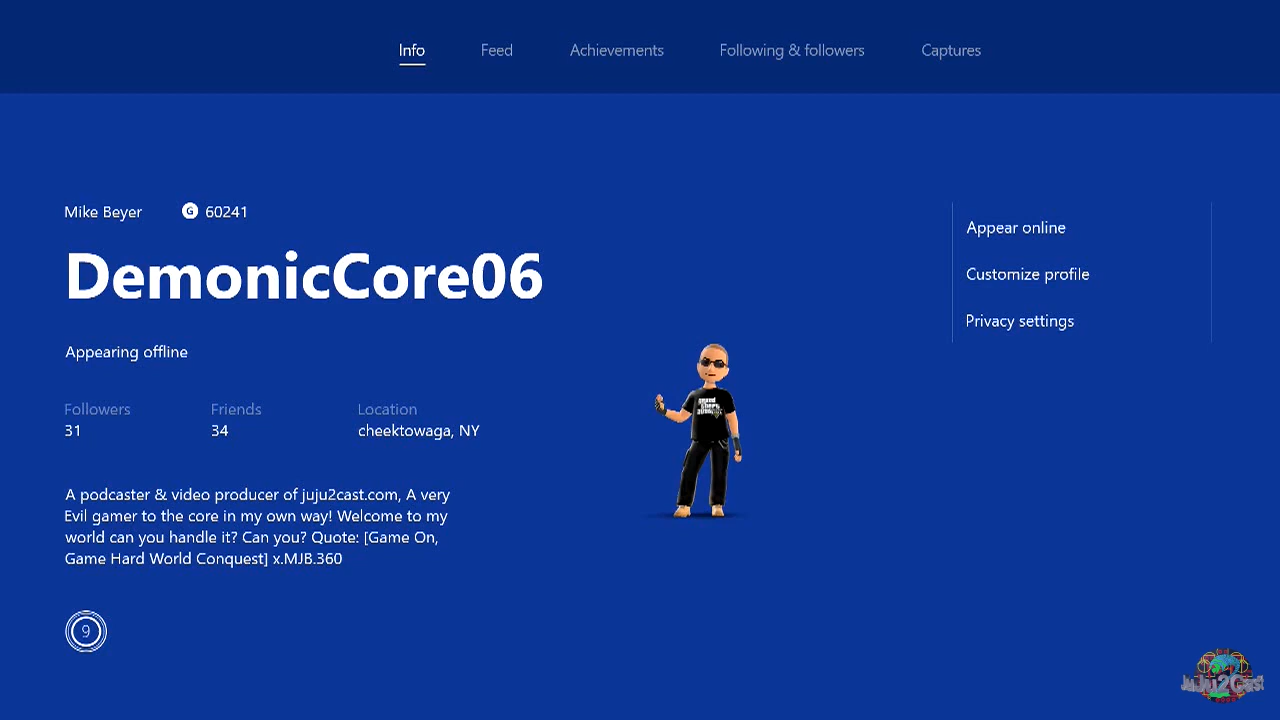 Info Feed Achievements Following & followers Captures
Mike Beyer G 60241
DemonicCore06
Appearing offline
Followers Friends Location
31 34 cheektowaga, NY
A podcaster & video producer of juju2cast.com, A very
Evil gamer to the core in my own way! Welcome to my
world can you handle it? Can you? Quote: [Game On,
Game Hard World Conquest] x.MJB.360
9
Appear online
Customize profile
Privacy settings
grand
theft
JuJu2Cast